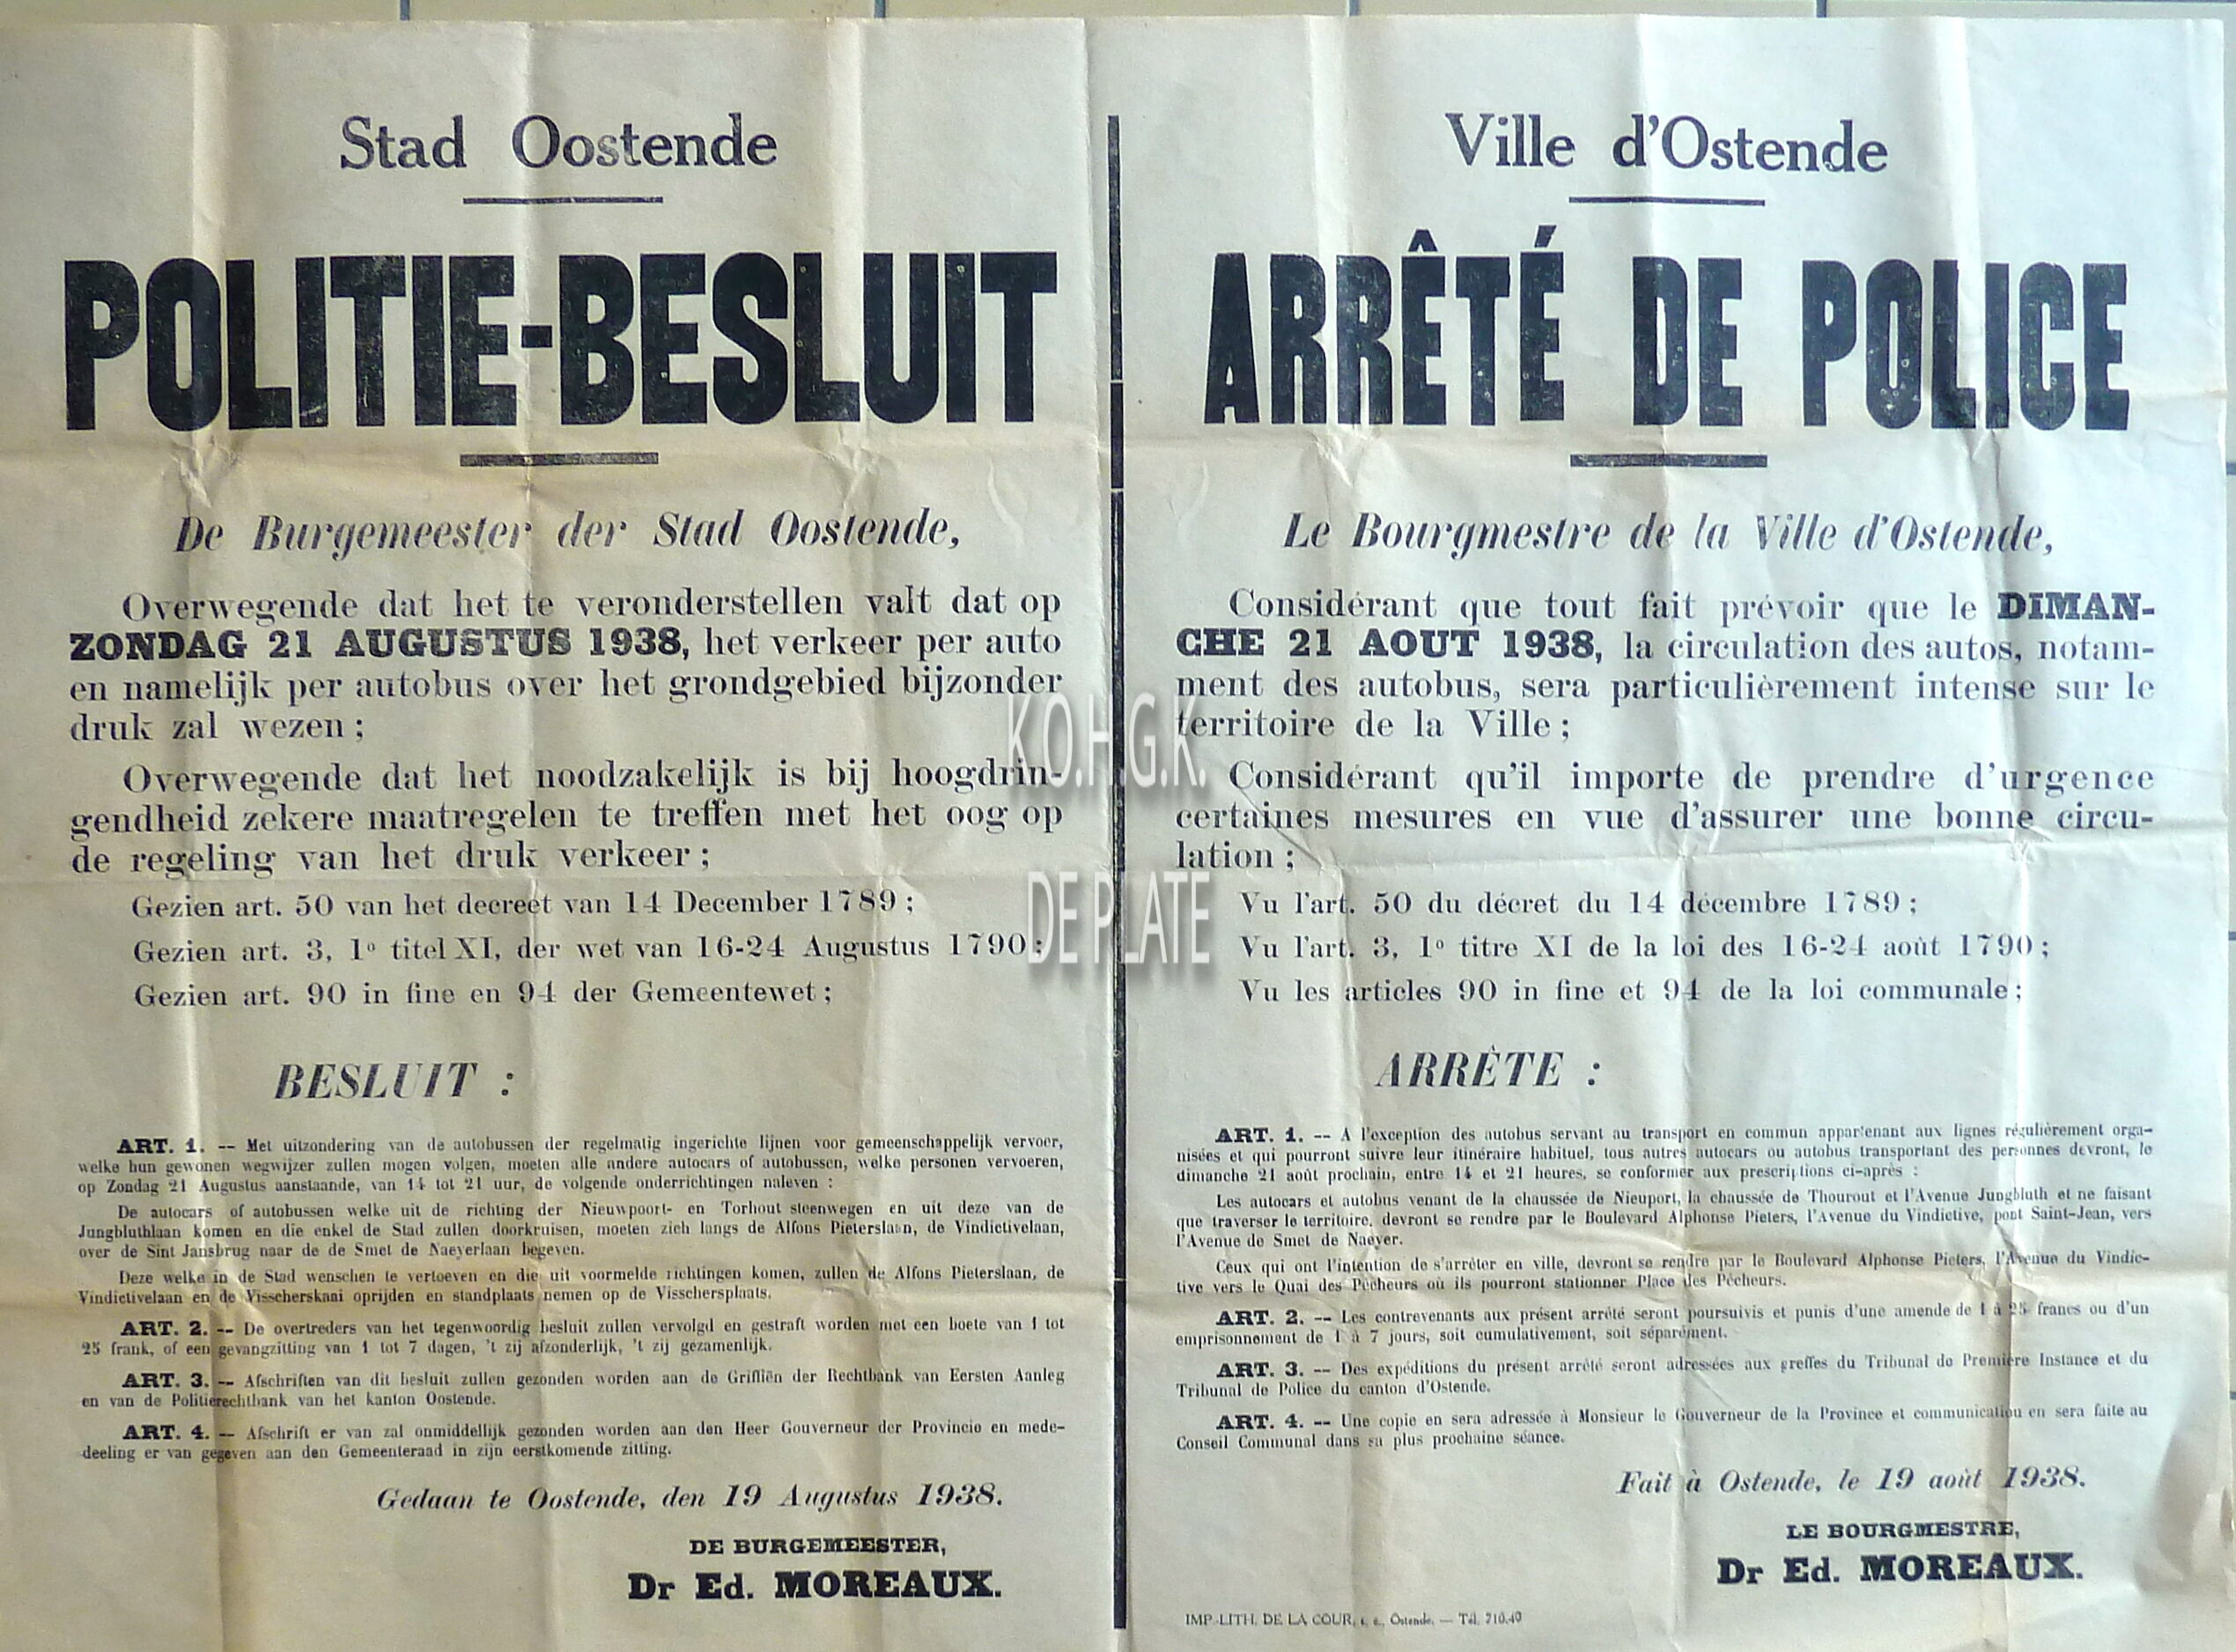 Stad Oostende
POLITIE-BESLUIT
De Burgemeester der Stad Oostende,
Overwegende dat het te veronderstellen valt dat op
ZONDAG 21 AUGUSTUS 1938, het verkeer per auto
en namelijk per autobus over het grondgebied bijzonder
druk zal wezen ;
Overwegende dat het noodzakelijk is bij hoogdrin-
gendheid zekere maatregelen te treffen met het oog op
de regeling van het druk verkeer ;
Gezien art. 50 van het decreet van 14 December 1789 ;
Gezien art. 3, 1º titel XI, der wet van 16-24 Augustus 1790 ;
Gezien art. 90 in fine en 94 der Gemeentewet ;
BESLUIT :
ART. 1. -- Met uitzondering van de autobussen der regelmatig ingerichte lijnen voor gemeenschappelijk vervoer,
welke hun gewonen wegwijzer zullen mogen volgen, moeten alle andere autocars of autobussen, welke personen vervoeren,
op Zondag 21 Augustus aanstaande, van 14 tot 21 uur, de volgende onderrichtingen naleven :
De autocars of autobussen welke uit de richting der Nieuwpoort- en Torhout steenwegen en uit deze van de
Jungbluthlaan komen en die enkel de Stad zullen doorkruisen, moeten zich langs de Alfons Pieterslaan, de Vindictivelaan,
over de Sint Jansbrug naar de de Smet de Naeyerlaan begeven.
Deze welke in de Stad wenschen te vertoeven en die uit voormelde richtingen komen, zullen de Alfons Pieterslaan, de
Vindictivelaan en de Visscherskaai oprijden en standplaats nemen op de Visschersplaats.
ART. 2. -- De overtreders van het tegenwoordig besluit zullen vervolgd en gestraft worden met een boete van 1 tot
25 frank, of een gevangzitting van 1 tot 7 dagen, 't zij afzonderlijk, 't zij gezamenlijk.
ART. 3. -- Afschriften van dit besluit zullen gezonden worden aan de Griffiën der Rechtbank van Eersten Aanleg
en van de Politierechtbank van het kanton Oostende.
ART. 4. -- Afschrift er van zal onmiddellijk gezonden worden aan den Heer Gouverneur der Provincie en mede-
deeling er van gegeven aan den Gemeenteraad in zijn eerstkomende zitting.
Gedaan te Oostende, den 19 Augustus 1938.
DE BURGEMEESTER,
Dr Ed. MOREAUX.
Ville d'Ostende
ARRÊTÉ DE POLICE
Le Bourgmestre de la Ville d'Ostende,
Considérant que tout fait prévoir que le DIMAN-
CHE 21 AOUT 1938, la circulation des autos, notam-
ment des autobus, sera particulièrement intense sur le
territoire de la Ville ;
Considérant qu'il importe de prendre d'urgence
certaines mesures en vue d'assurer une bonne circu-
lation ;
Vu l'art. 50 du décret du 14 décembre 1789 ;
Vu l'art. 3, 1º titre XI de la loi des 16-24 août 1790 ;
Vu les articles 90 in fine et 94 de la loi communale ;
ARRÊTE :
ART. 1. -- A l'exception des autobus servant au transport en commun appartenant aux lignes régulièrement orga-
nisées et qui pourront suivre leur itinéraire habituel, tous autres autocars ou autobus transportant des personnes devront, le
dimanche 21 août prochain, entre 14 et 21 heures, se conformer aux prescriptions ci-après :
Les autocars et autobus venant de la chaussée de Nieuport, la chaussée de Thourout et l'Avenue Jungbluth et ne faisant
que traverser le territoire, devront se rendre par le Boulevard Alphonse Pieters, l'Avenue du Vindictive, pont Saint-Jean, vers
l'Avenue de Smet de Naeyer.
Ceux qui ont l'intention de s'arrêter en ville, devront se rendre par le Boulevard Alphonse Pieters, l'Avenue du Vindic-
tive vers le Quai des Pêcheurs où ils pourront stationner Place des Pêcheurs.
ART. 2. -- Les contrevenants aux présent arrêté seront poursuivis et punis d'une amende de 1 à 25 francs ou d'un
emprisonnement de 1 à 7 jours, soit cumulativement, soit séparément.
ART. 3. -- Des expéditions du présent arrêté seront adressées aux greffes du Tribunal de Première Instance et du
Tribunal de Police du canton d'Ostende.
ART. 4. -- Une copie en sera adressée à Monsieur le Gouverneur de la Province et communication en sera faite au
Conseil Communal dans sa plus prochaine séance.
Fait à Ostende, le 19 août 1938.
LE BOURGMESTRE,
Dr Ed. MOREAUX.
IMP.-LITH. DE LA COUR, s. a., Ostende. — Tél. 710.40
K.O.H.G.K.
DE PLATE